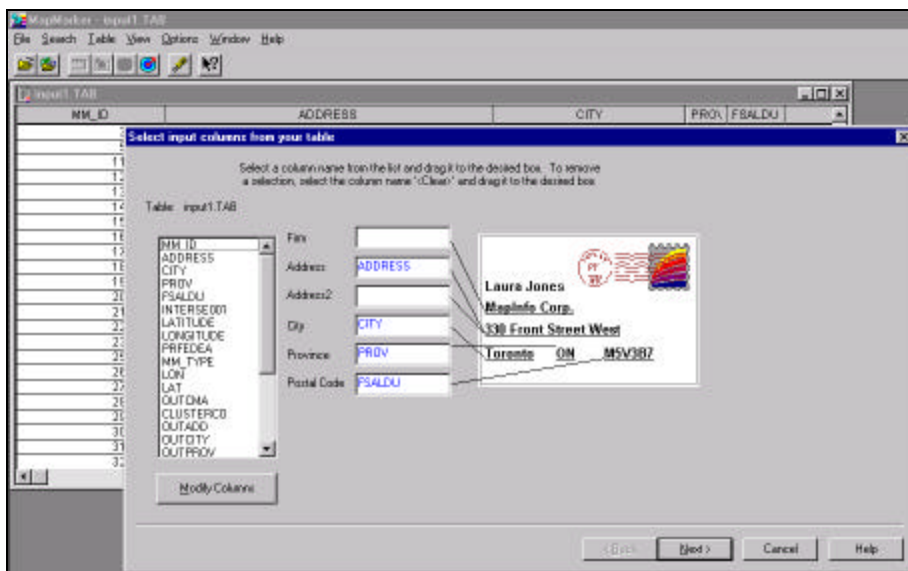 MapMarker - input1.TAB
File Search Table View Options Window Help
input1.TAB
MM_ID ADDRESS CITY PROV FSALDU
Select input columns from your table
Select a column name from the list and drag it to the desired box. To remove
a selection, select the column name '<Clear>' and drag it to the desired box
Table: input1.TAB
MM_ID
ADDRESS
CITY
PROV
FSALDU
INTERSE001
LATITUDE
LONGITUDE
PRFEDEA
MM_TYPE
LON
LAT
OUTCMA
CLUSTERC0
OUTADD
OUTCITY
OUTPROV
Modify Columns
Firm
Address ADDRESS
Address2
City CITY
Province PROV
Postal Code FSALDU
Laura Jones
MapInfo Corp.
330 Front Street West
Toronto ON M5V3B7
< Back Next > Cancel Help